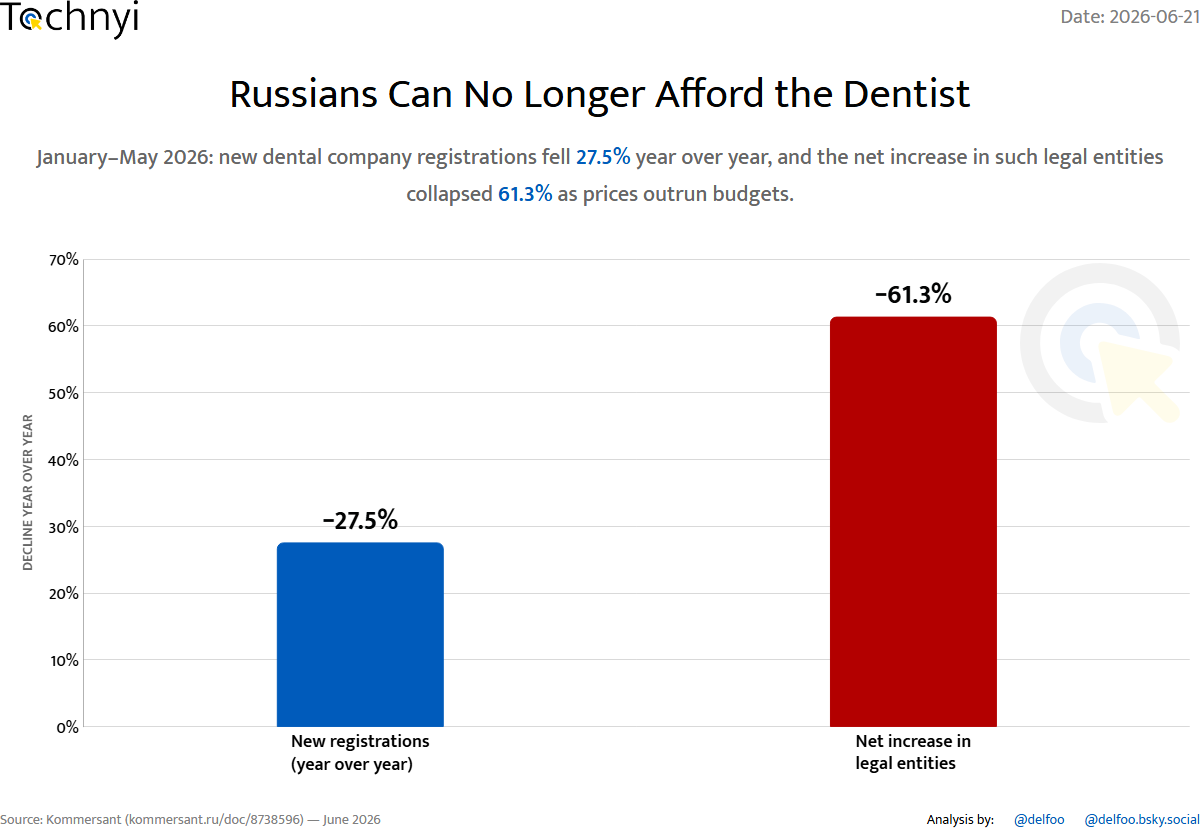 Tochnyi
Date: 2026-06-21
Russians Can No Longer Afford the Dentist
January–May 2026: new dental company registrations fell 27.5% year over year, and the net increase in such legal entities
collapsed 61.3% as prices outrun budgets.
70%
60%
50%
40%
30%
20%
10%
0%
DECLINE YEAR OVER YEAR
−27.5%
−61.3%
New registrations
(year over year)
Net increase in
legal entities
Source: Kommersant (kommersant.ru/doc/8738596) — June 2026
Analysis by: @delfoo @delfoo.bsky.social